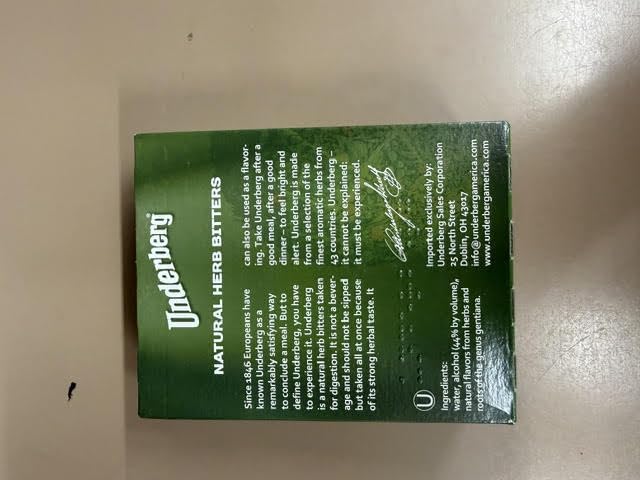 Underberg®
NATURAL HERB BITTERS
Since 1846 Europeans have
known Underberg as a
remarkably satisfying way
to conclude a meal. But to
define Underberg, you have
to experience it. Underberg
is a natural herb bitters taken
for digestion. It is not a bever-
age and should not be sipped
but taken all at once because
of its strong herbal taste. It
can also be used as a flavor-
ing. Take Underberg after a
good meal, after a good
dinner – to feel bright and
alert. Underberg is made
from a selection of the
finest aromatic herbs from
43 countries. Underberg –
it cannot be explained:
it must be experienced.
U
Ingredients:
water, alcohol (44% by volume),
natural flavors from herbs and
roots of the genus gentiana.
Imported exclusively by:
Underberg Sales Corporation
25 North Street
Dublin, OH 43017
info@underbergamerica.com
www.underbergamerica.com